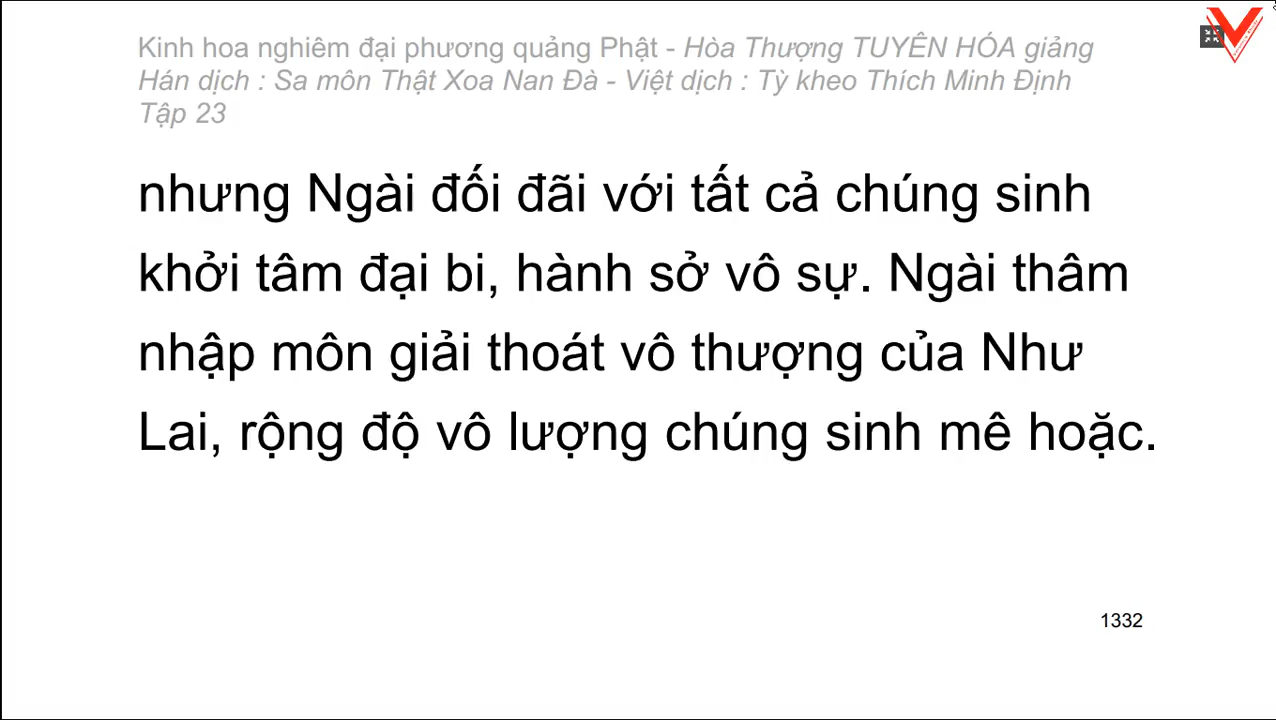 Kinh hoa nghiêm đại phương quảng Phật - Hòa Thượng TUYÊN HÓA giảng
Hán dịch : Sa môn Thật Xoa Nan Đà - Việt dịch : Tỳ kheo Thích Minh Định
Tập 23
nhưng Ngài đối đãi với tất cả chúng sinh
khởi tâm đại bi, hành sở vô sự. Ngài thâm
nhập môn giải thoát vô thượng của Như
Lai, rộng độ vô lượng chúng sinh mê hoặc.
1332